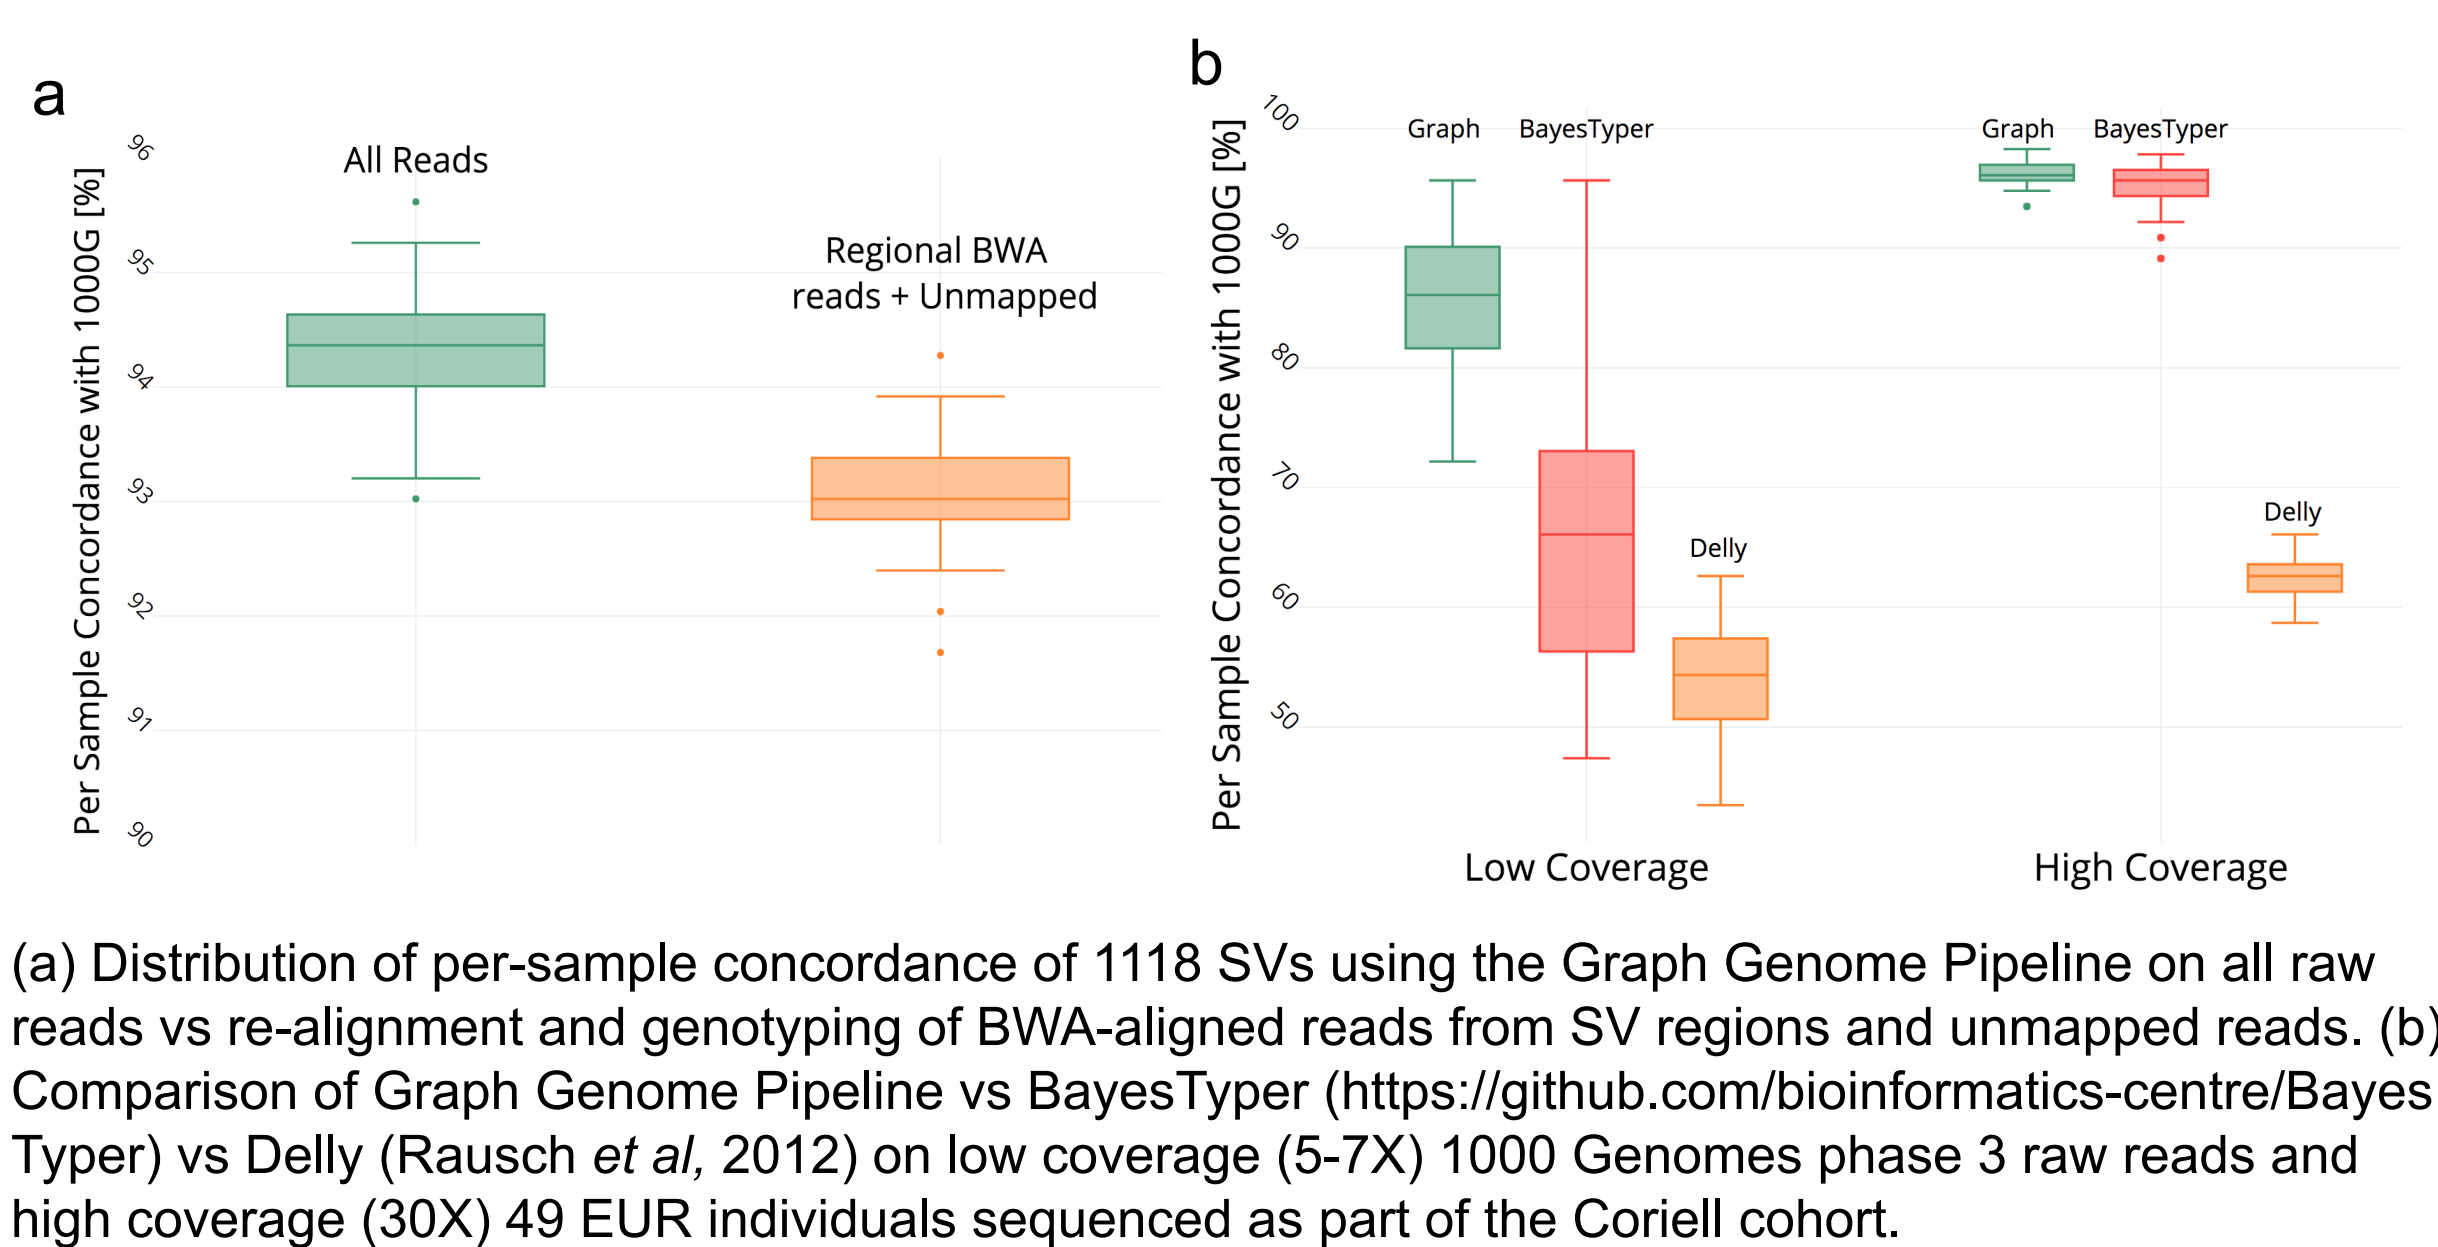 a
Per Sample Concordance with 1000G [%]
96
95
94
93
92
91
90
All Reads
Regional BWA
reads + Unmapped
b
Per Sample Concordance with 1000G [%]
100
90
80
70
60
50
Graph
BayesTyper
Delly
Graph
BayesTyper
Delly
Low Coverage
High Coverage
(a) Distribution of per-sample concordance of 1118 SVs using the Graph Genome Pipeline on all raw
reads vs re-alignment and genotyping of BWA-aligned reads from SV regions and unmapped reads. (b)
Comparison of Graph Genome Pipeline vs BayesTyper (https://github.com/bioinformatics-centre/Bayes
Typer) vs Delly (Rausch et al, 2012) on low coverage (5-7X) 1000 Genomes phase 3 raw reads and
high coverage (30X) 49 EUR individuals sequenced as part of the Coriell cohort.